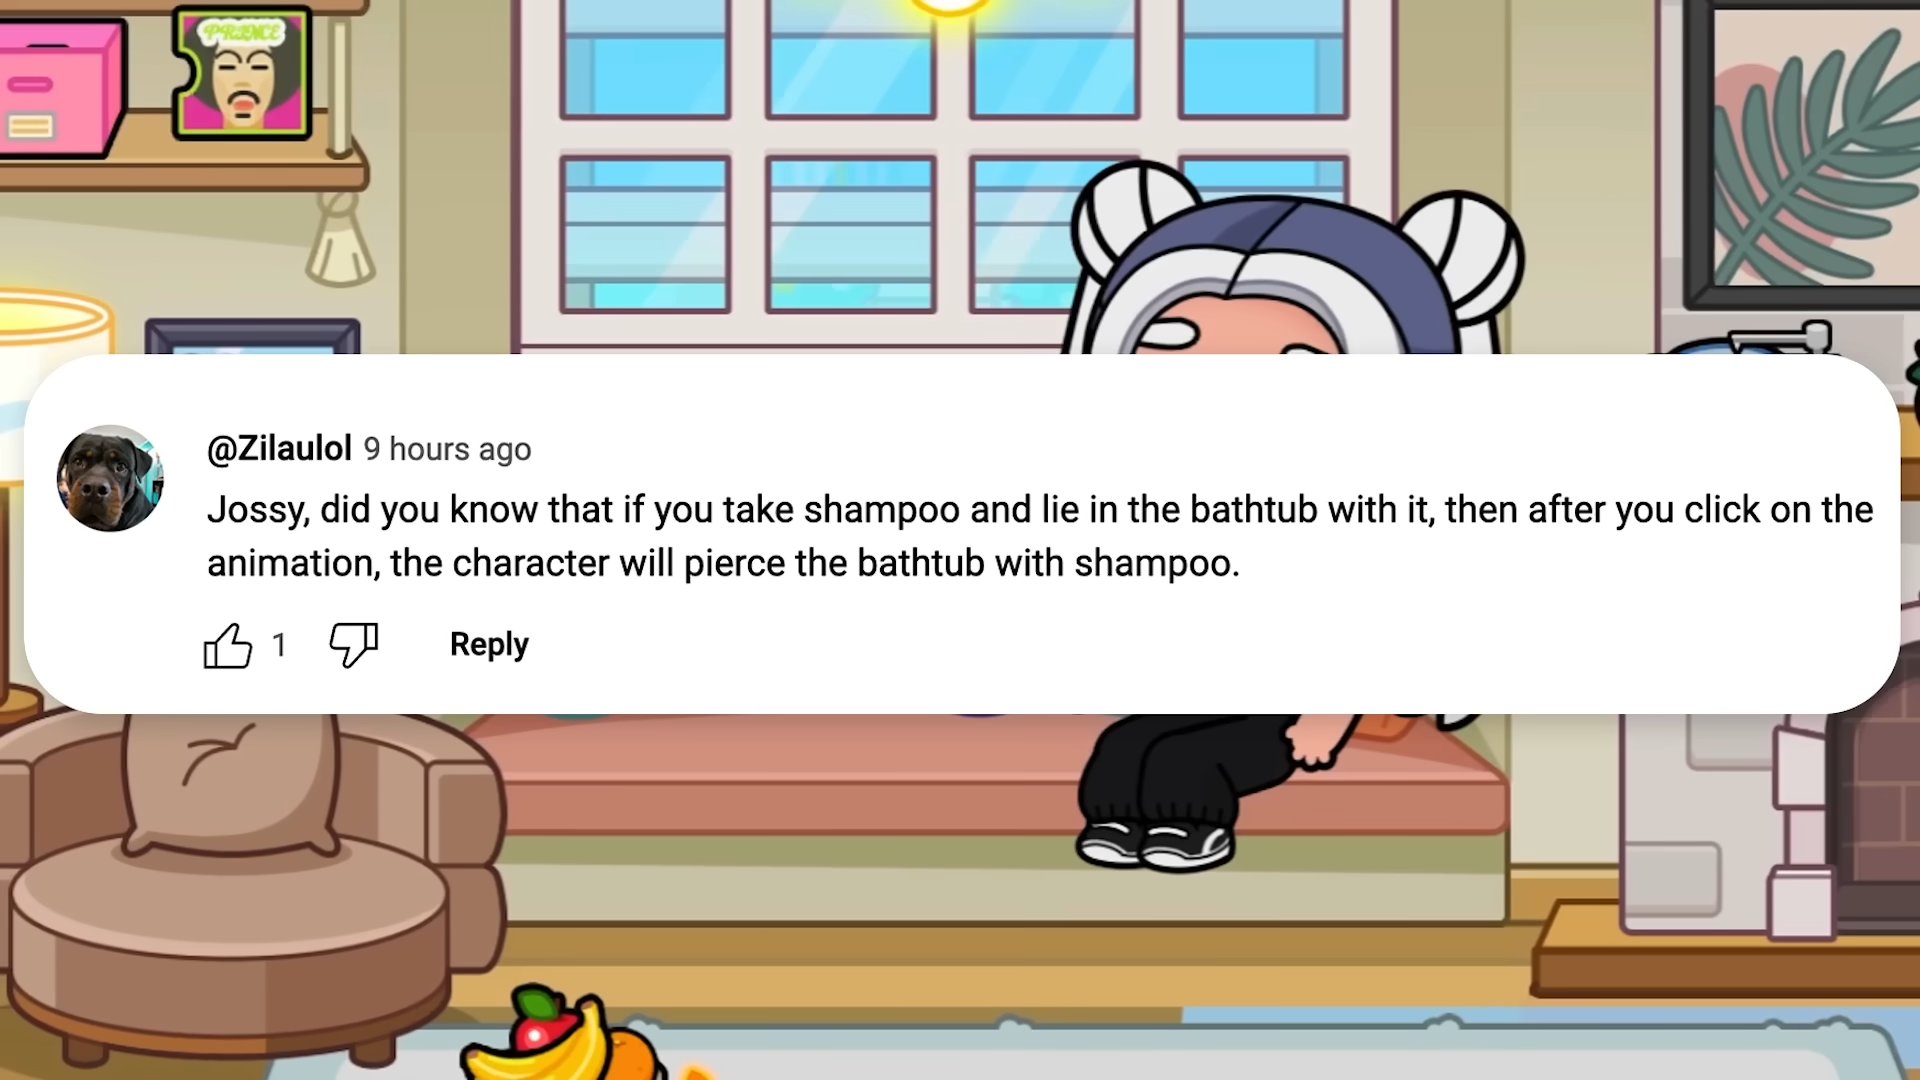 PRINCE
@Zilaulol 9 hours ago
Jossy, did you know that if you take shampoo and lie in the bathtub with it, then after you click on the
animation, the character will pierce the bathtub with shampoo.
1 Reply